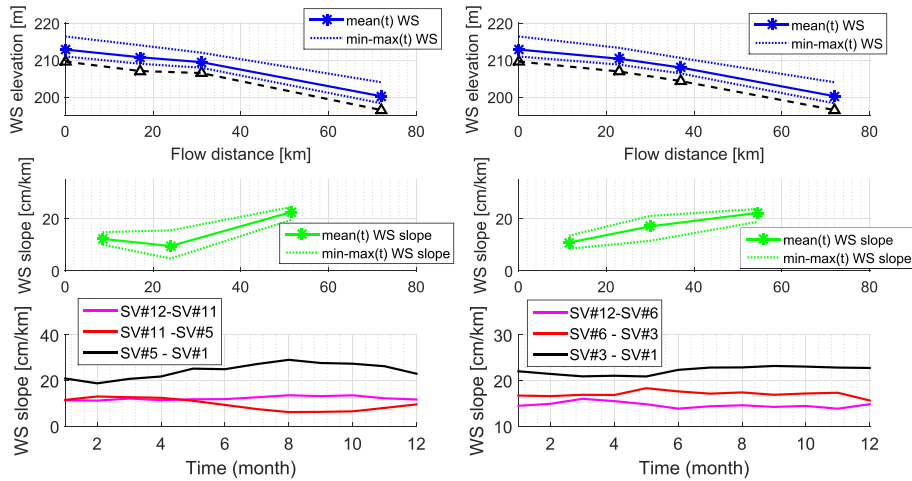 WS elevation [m]
220
210
200
mean(t) WS
min-max(t) WS
0 20 40 60 80
Flow distance [km]
WS elevation [m]
220
210
200
mean(t) WS
min-max(t) WS
0 20 40 60 80
Flow distance [km]
WS slope [cm/km]
20
0
mean(t) WS slope
min-max(t) WS slope
0 20 40 60 80
WS slope [cm/km]
20
0
mean(t) WS slope
min-max(t) WS slope
0 20 40 60 80
WS slope [cm/km]
40
20
0
SV#12-SV#11
SV#11 -SV#5
SV#5 - SV#1
2 4 6 8 10 12
Time (month)
WS slope [cm/km]
30
20
10
SV#12-SV#6
SV#6 - SV#3
SV#3 - SV#1
2 4 6 8 10 12
Time (month)